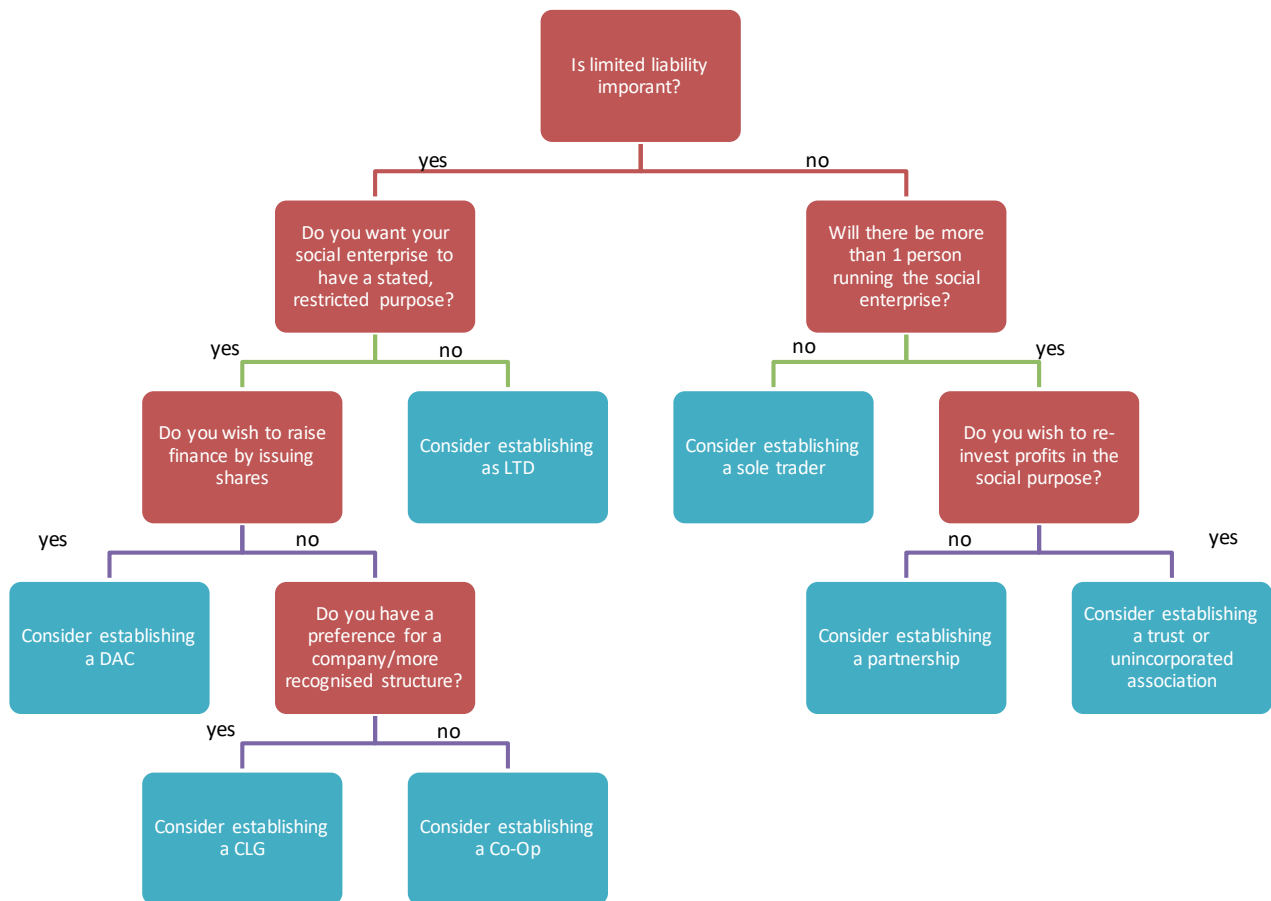 Is limited liability
imporant?
yes
no
Do you want your
social enterprise to
have a stated,
restricted purpose?
Will there be more
than 1 person
running the social
enterprise?
yes
no
no
yes
Do you wish to raise
finance by issuing
shares
Consider establishing
as LTD
Consider establishing
a sole trader
Do you wish to re-
invest profits in the
social purpose?
yes
no
no
yes
Consider establishing
a DAC
Do you have a
preference for a
company/more
recognised structure?
Consider establishing
a partnership
Consider establishing
a trust or
unincorporated
association
yes
no
Consider establishing
a CLG
Consider establishing
a Co-Op